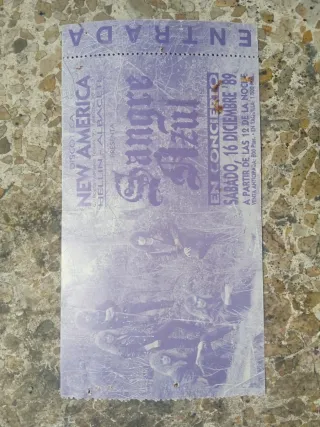 ENTRADA
NEW AMERICA
HELLIN (ALBACETE)
Sangre
Azul
EN CONCIERTO
SABADO, 16 DICIEMBRE '89
A PARTIR DE LAS 12 DE LA NOCHE